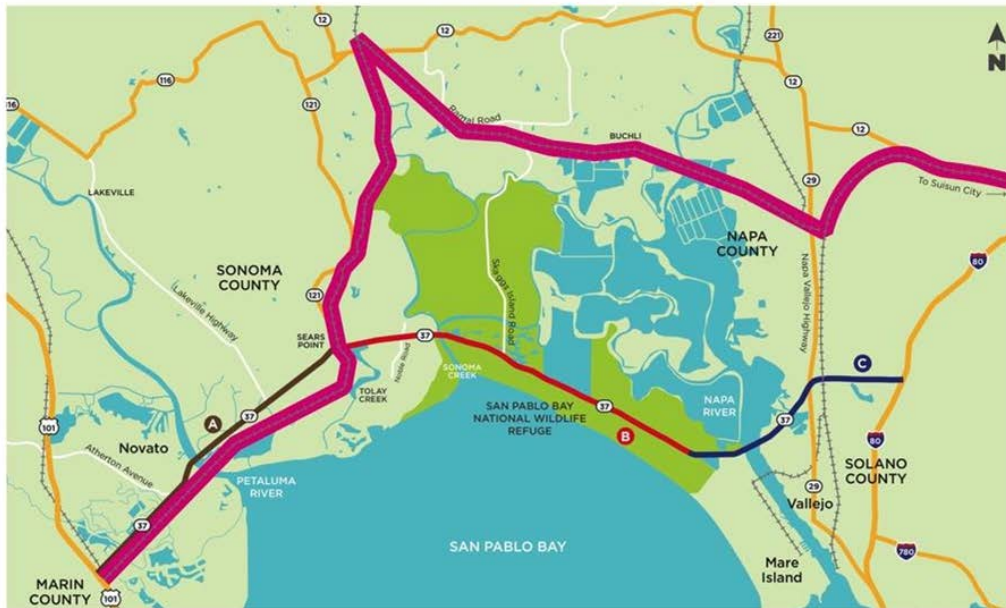 12
12
221
N
116
12
116
121
Ramal Road
BUCHLI
12
To Suisun City
LAKEVILLE
29
NAPA
COUNTY
SONOMA
COUNTY
Lakeville Highway
Skaggs Island Road
Napa Vallejo Highway
80
121
SEARS
POINT
37
Noble Road
SONOMA
CREEK
C
TOLAY
CREEK
SAN PABLO BAY
NATIONAL WILDLIFE
REFUGE
37
NAPA
RIVER
37
A
37
B
101
Novato
Atherton Avenue
PETALUMA
RIVER
80
SOLANO
COUNTY
29
Vallejo
37
SAN PABLO BAY
Mare
Island
780
MARIN
COUNTY
101